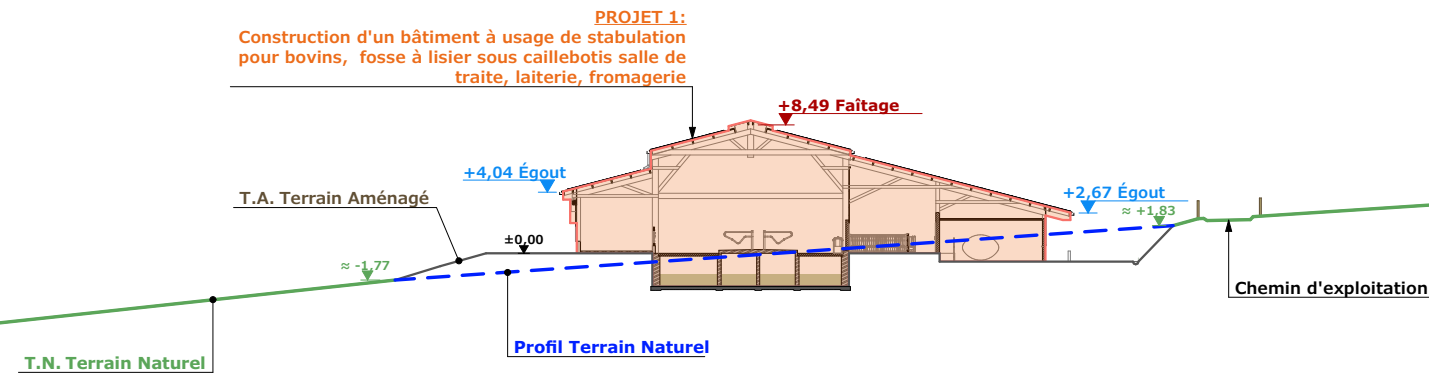 PROJET 1:
Construction d'un bâtiment à usage de stabulation
pour bovins, fosse à lisier sous caillebotis salle de
traite, laiterie, fromagerie
+8,49 Faîtage
+4,04 Égout
T.A. Terrain Aménagé
+2,67 Égout
≈ +1,83
±0,00
≈ -1,77
Chemin d'exploitation
Profil Terrain Naturel
T.N. Terrain Naturel